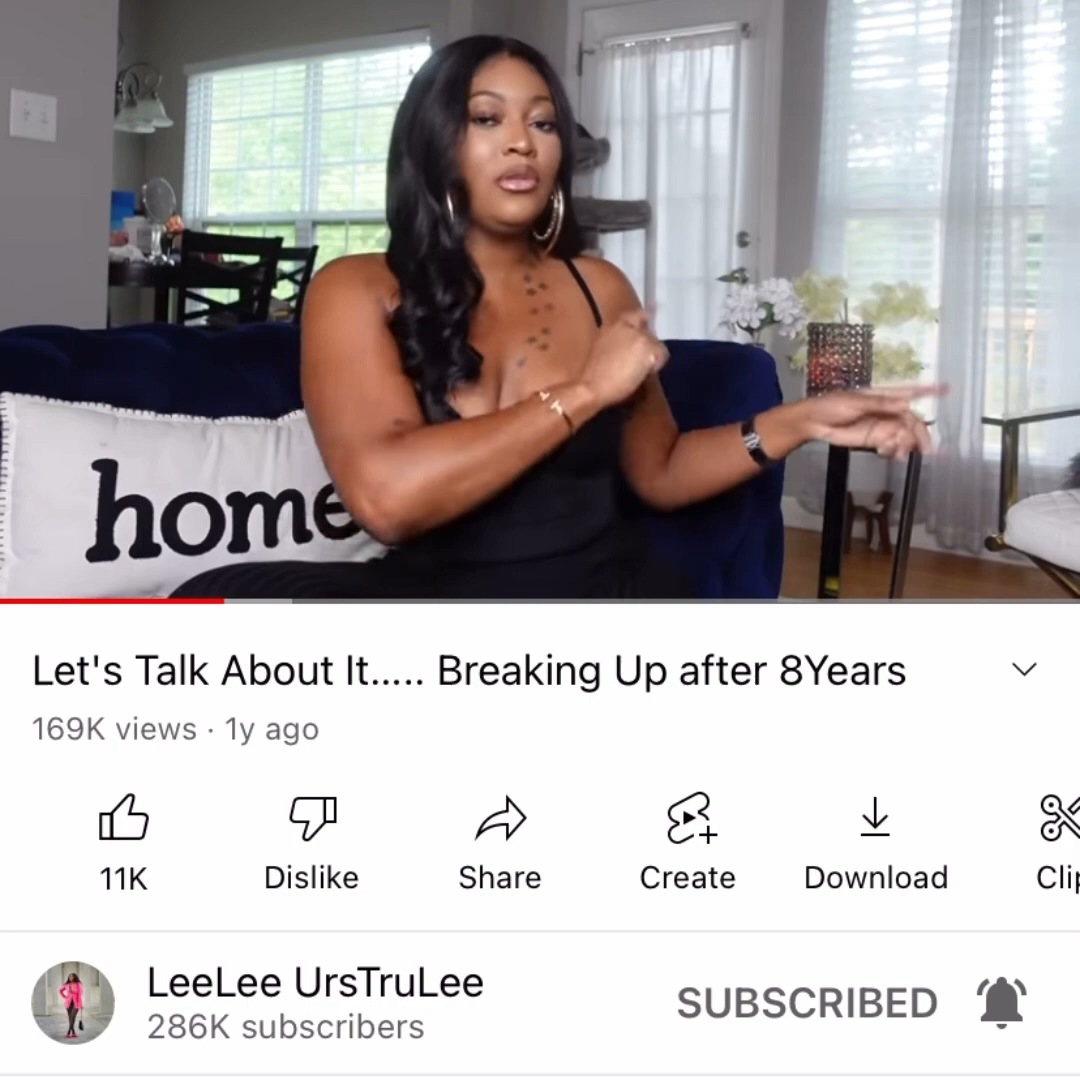 home
Let's Talk About It..... Breaking Up after 8Years
169K views · 1y ago
11K
Dislike
Share
Create
Download
Clip
LeeLee UrsTruLee
286K subscribers
SUBSCRIBED